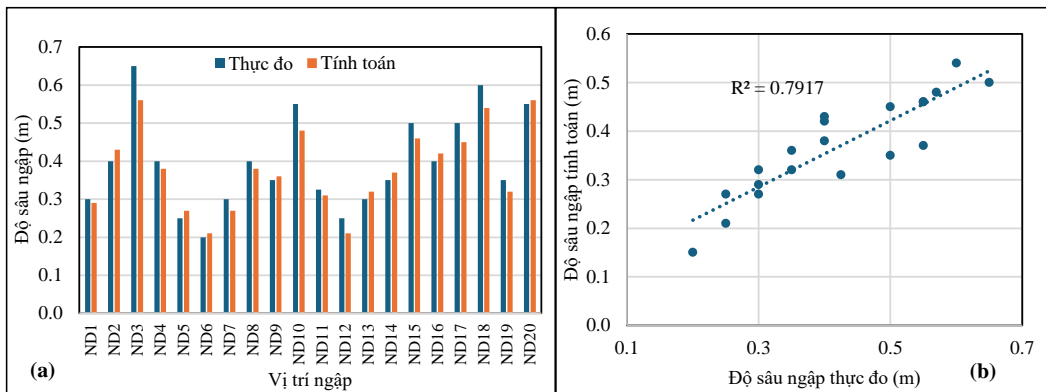 0.7
0.6
0.5
0.4
0.3
0.2
0.1
0.0
Độ sâu ngập (m)
Thực đo
Tính toán
ND1
ND2
ND3
ND4
ND5
ND6
ND7
ND8
ND9
ND10
ND11
ND12
ND13
ND14
ND15
ND16
ND17
ND18
ND19
ND20
Vị trí ngập
(a)
0.6
0.5
0.4
0.3
0.2
0.1
0.0
Độ sâu ngập tính toán (m)
R² = 0.7917
0.1
0.3
0.5
0.7
Độ sâu ngập thực đo (m)
(b)